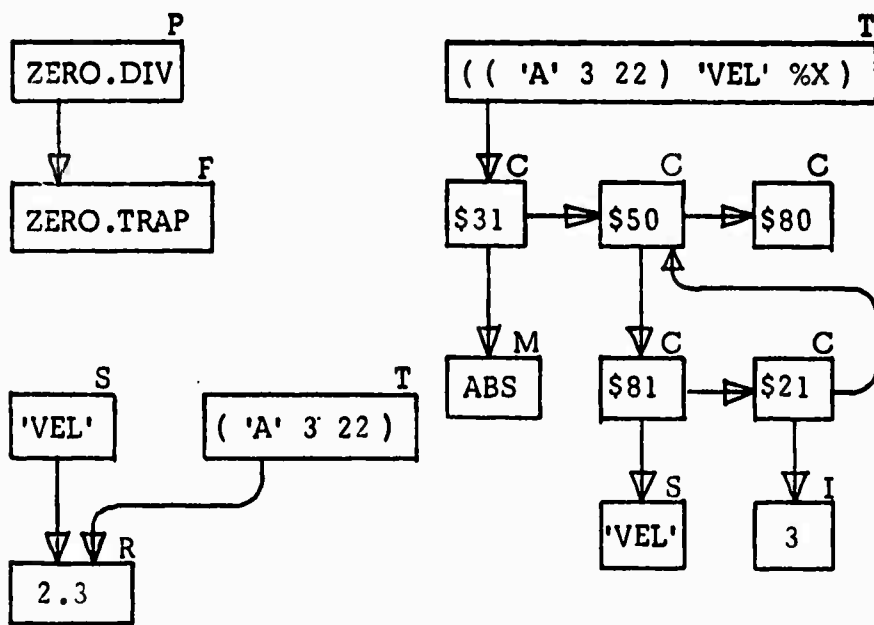 P
ZERO.DIV
F
ZERO.TRAP
T
( ( 'A' 3 22 ) 'VEL' %X )
C C C
$31 $50 $80
M C C
ABS $81 $21
S I
'VEL' 3
S T
'VEL' ( 'A' 3 22 )
R
2.3